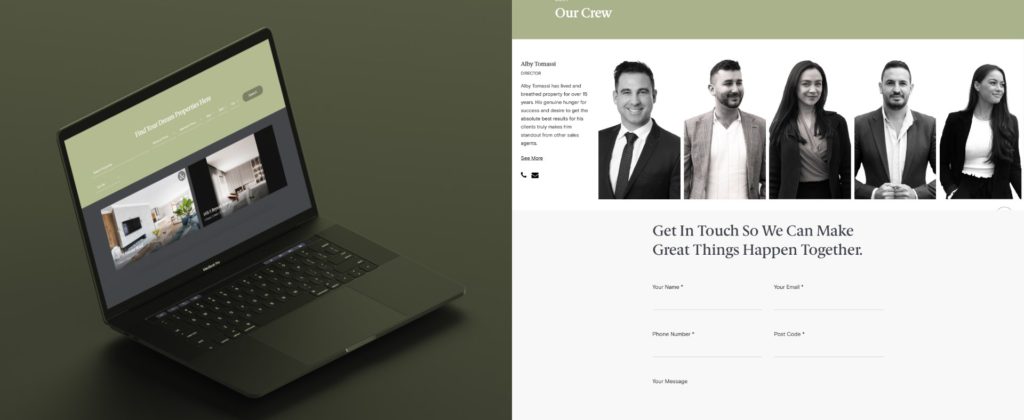 Find Your Dream Properties Here
MacBook Pro
Our Crew
Alby Tomassi
DIRECTOR
Alby Tomassi has lived and
breathed property for over 15
years. His genuine hunger for
success and desire to get the
absolute best results for his
clients truly makes him
standout from other sales
agents.
See More
Get In Touch So We Can Make
Great Things Happen Together.
Your Name *
Your Email *
Phone Number *
Post Code *
Your Message